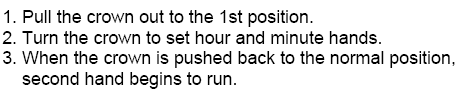 1. Pull the crown out to the 1st position.
2. Turn the crown to set hour and minute hands.
3. When the crown is pushed back to the normal position,
second hand begins to run.